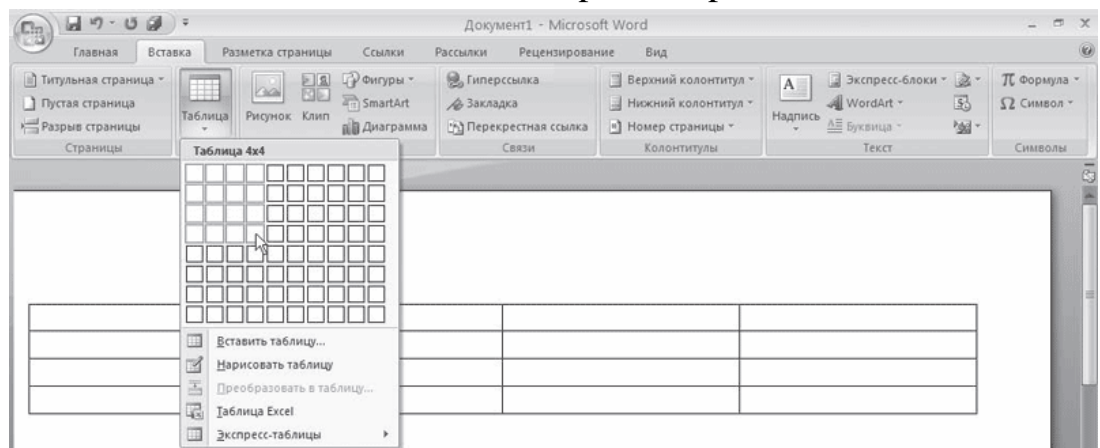 Документ1 - Microsoft Word
Главная Вставка Разметка страницы Ссылки Рассылки Рецензирование Вид
Титульная страница
Пустая страница
Разрыв страницы
Страницы
Таблица
Рисунок
Клип
Фигуры
SmartArt
Диаграмма
Гиперссылка
Закладка
Перекрестная ссылка
Связи
Верхний колонтитул
Нижний колонтитул
Номер страницы
Колонтитулы
Надпись
Экспресс-блоки
WordArt
Буквица
Текст
Формула
Символ
Символы
Таблица 4x4
Вставить таблицу...
Нарисовать таблицу
Преобразовать в таблицу...
Таблица Excel
Экспресс-таблицы